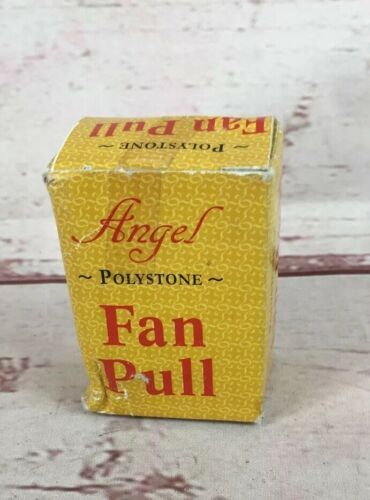 Fan Pull
~ POLYSTONE ~
Angel
~ POLYSTONE ~
Fan
Pull